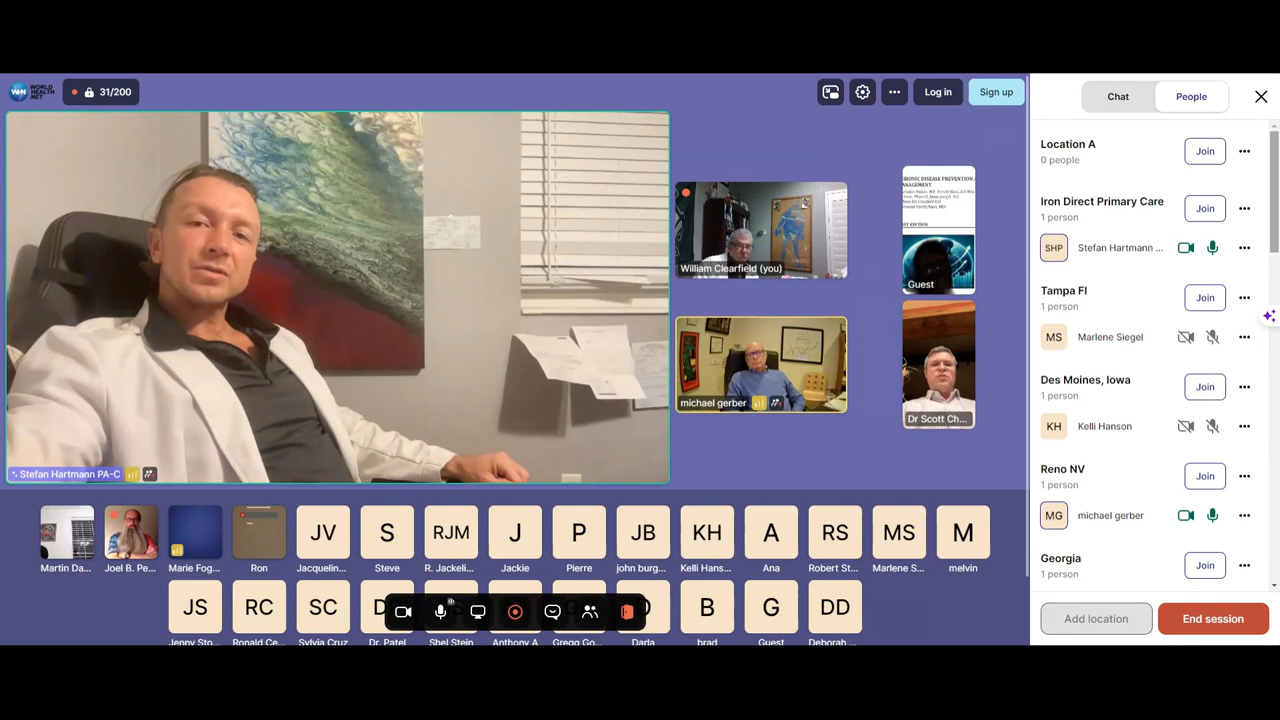 WORLD
HEALTH
NET
31/200
Log in
Sign up
Chat
People
Location A
0 people
Join
Iron Direct Primary Care
1 person
Join
SHP
Stefan Hartmann ...
Tampa Fl
1 person
Join
MS
Marlene Siegel
Des Moines, Iowa
1 person
Join
KH
Kelli Hanson
Reno NV
1 person
Join
MG
michael gerber
Georgia
Join
Add location
End session
Stefan Hartmann PA-C
William Clearfield (you)
michael gerber
Guest
Dr Scott Ch...
Martin Da...
Joel B. Pe...
Marie Fog...
Ron
JV
Jacquelin...
S
Steve
RJM
R. Jackeli...
J
Jackie
P
Pierre
JB
john burg...
KH
Kelli Hans...
A
Ana
RS
Robert St...
MS
Marlene S...
M
melvin
JS
Jenny Sto...
RC
Ronald Ce...
SC
Sylvia Cruz
Dr. Patel
Shel Stein
Anthony A...
Gregg Go...
Darla
B
brad
G
Guest
DD
Deborah ...